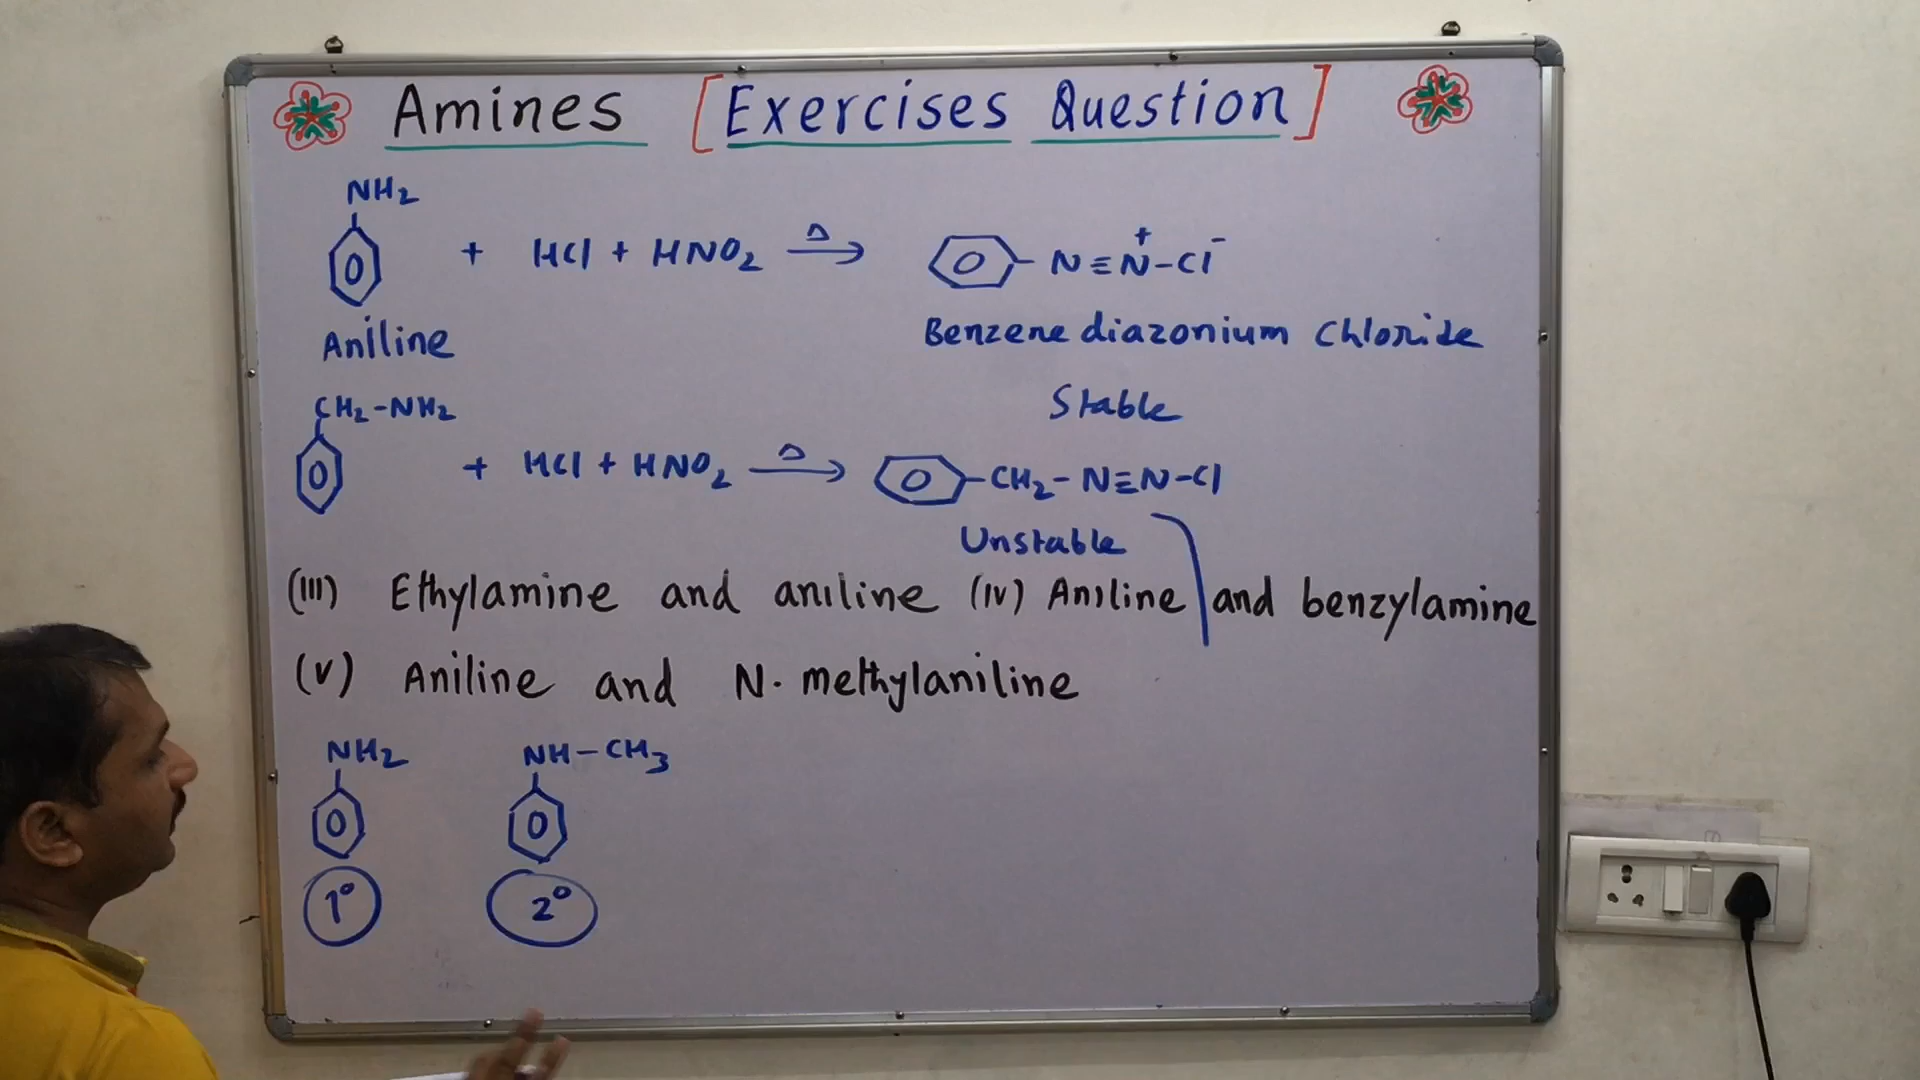 Amines [Exercises Question]
NH2
+ HCl + HNO2 Δ→ N≡N+-Cl-
Aniline
Benzene diazonium Chloride
Stable
CH2-NH2
+ HCl + HNO2 Δ→ CH2-N≡N-Cl
Unstable
(III) Ethylamine and aniline (IV) Aniline and benzylamine
(V) Aniline and N. methylaniline
NH2 NH-CH3
1° 2°